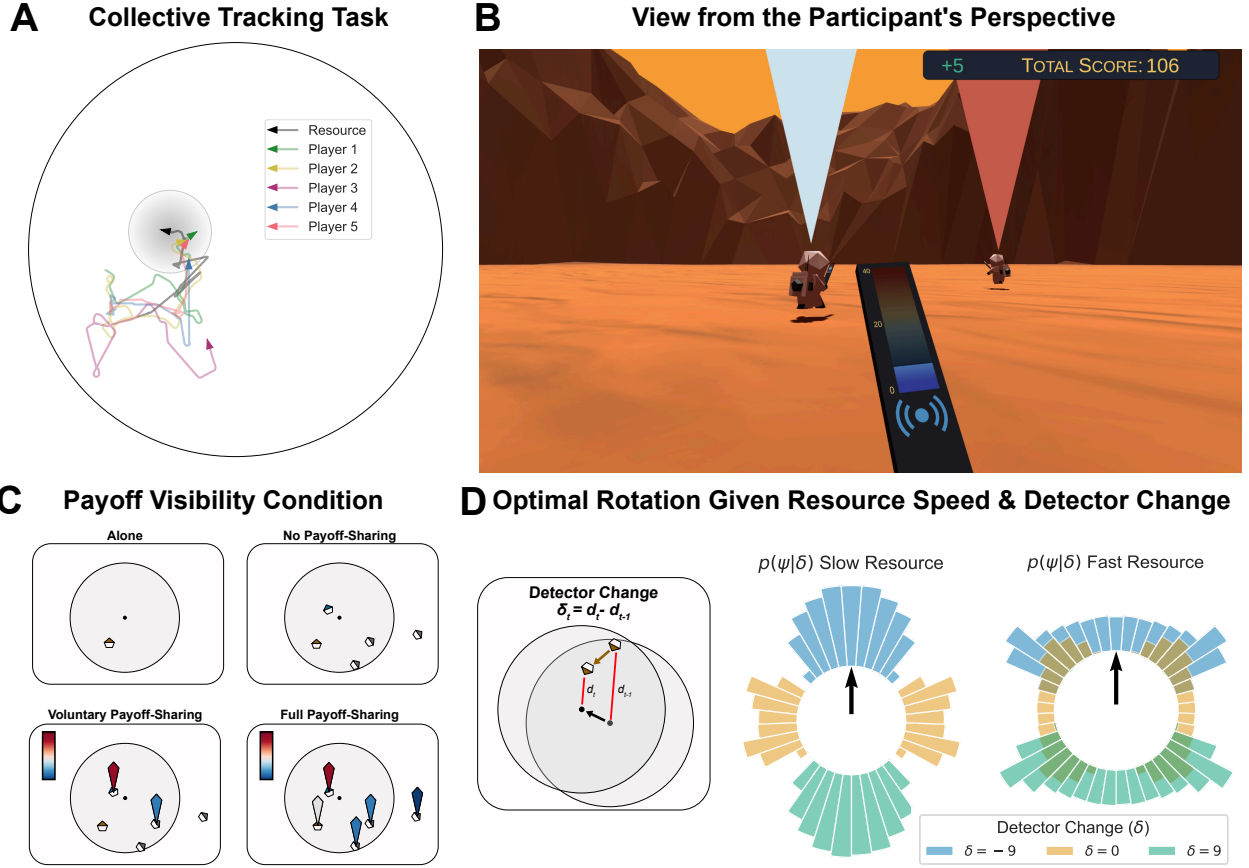 A Collective Tracking Task
Resource
Player 1
Player 2
Player 3
Player 4
Player 5
B View from the Participant's Perspective
+5 TOTAL SCORE: 106
40
20
0
C Payoff Visibility Condition
Alone
No Payoff-Sharing
Voluntary Payoff-Sharing
Full Payoff-Sharing
D Optimal Rotation Given Resource Speed & Detector Change
Detector Change
δt = dt- dt-1
dt
dt-1
p(ψ|δ) Slow Resource
p(ψ|δ) Fast Resource
Detector Change (δ)
δ = − 9 δ = 0 δ = 9